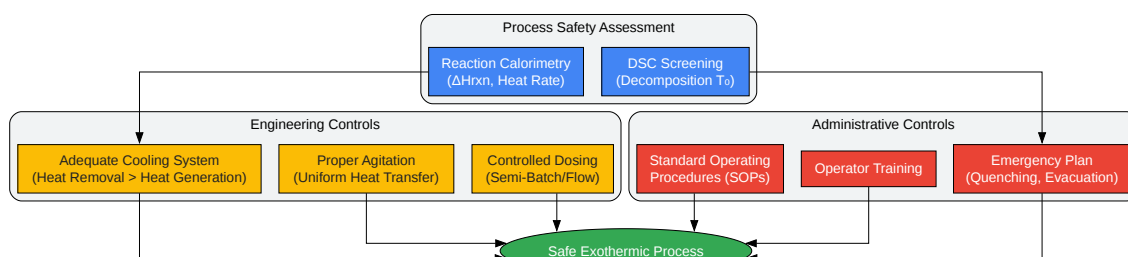 Process Safety Assessment
Reaction Calorimetry
(ΔHrxn, Heat Rate)
DSC Screening
(Decomposition T₀)
Engineering Controls
Adequate Cooling System
(Heat Removal > Heat Generation)
Proper Agitation
(Uniform Heat Transfer)
Controlled Dosing
(Semi-Batch/Flow)
Administrative Controls
Standard Operating
Procedures (SOPs)
Operator Training
Emergency Plan
(Quenching, Evacuation)
Safe Exothermic Process